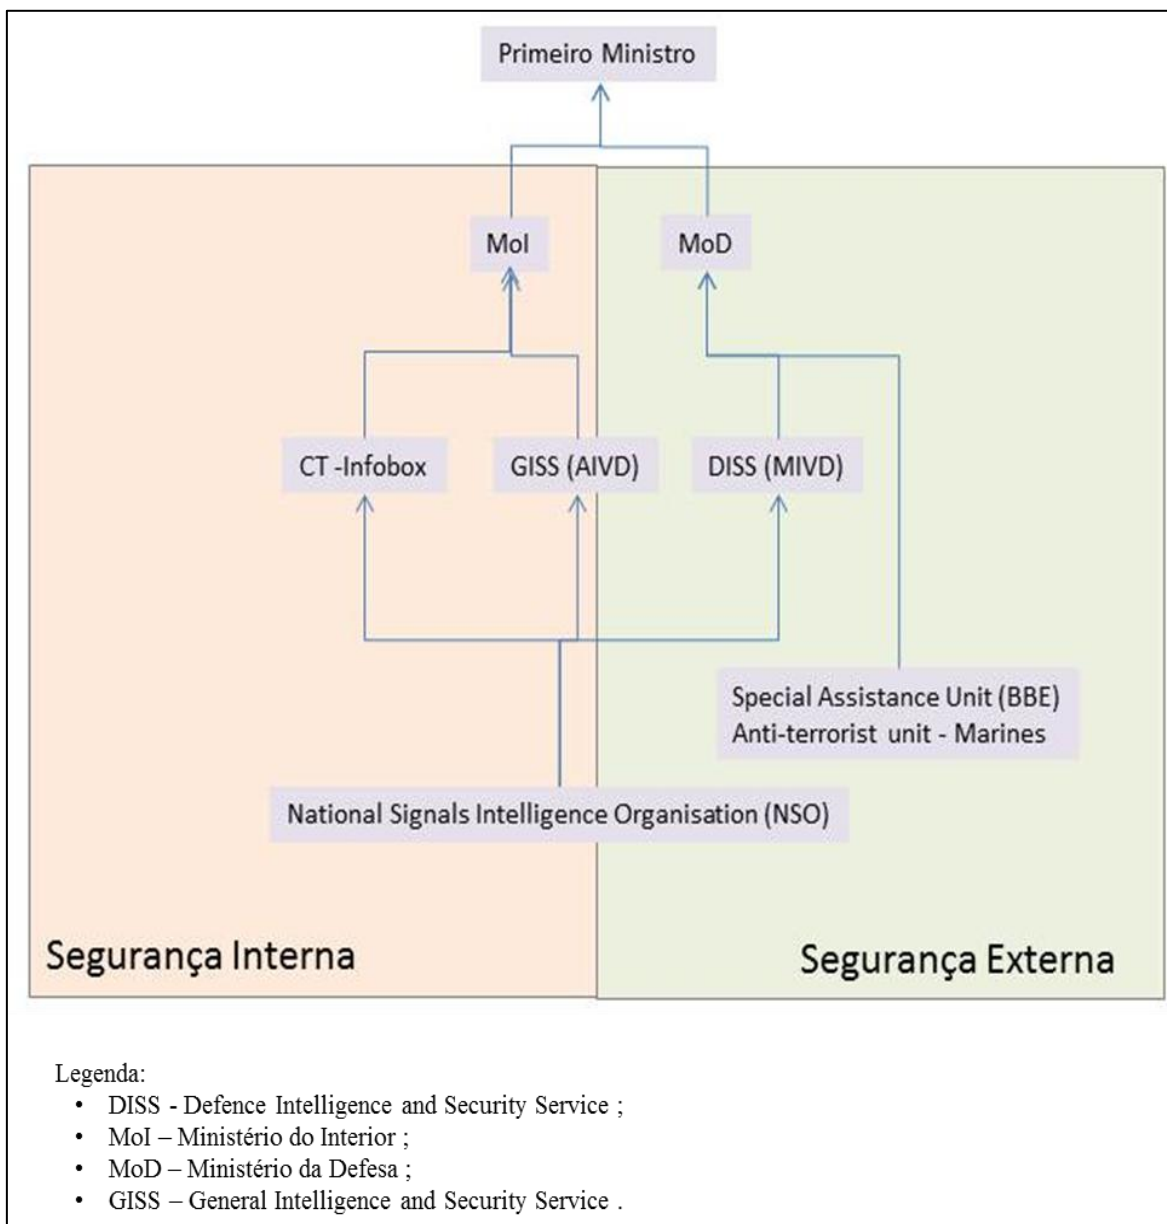 Primeiro Ministro
MoI
MoD
CT -Infobox
GISS (AIVD)
DISS (MIVD)
Special Assistance Unit (BBE)
Anti-terrorist unit - Marines
National Signals Intelligence Organisation (NSO)
Segurança Interna
Segurança Externa
Legenda:
• DISS - Defence Intelligence and Security Service ;
• MoI – Ministério do Interior ;
• MoD – Ministério da Defesa ;
• GISS – General Intelligence and Security Service .